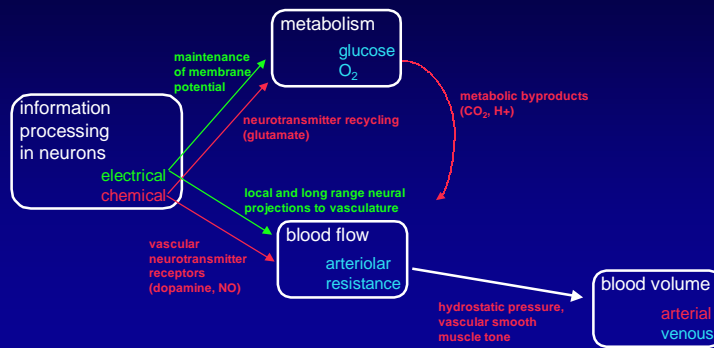 metabolism
glucose
O2
maintenance
of membrane
potential
metabolic byproducts
(CO2, H+)
information
processing
in neurons
electrical
chemical
neurotransmitter recycling
(glutamate)
local and long range neural
projections to vasculature
vascular
neurotransmitter
receptors
(dopamine, NO)
blood flow
arteriolar
resistance
hydrostatic pressure,
vascular smooth
muscle tone
blood volume
arterial
venous